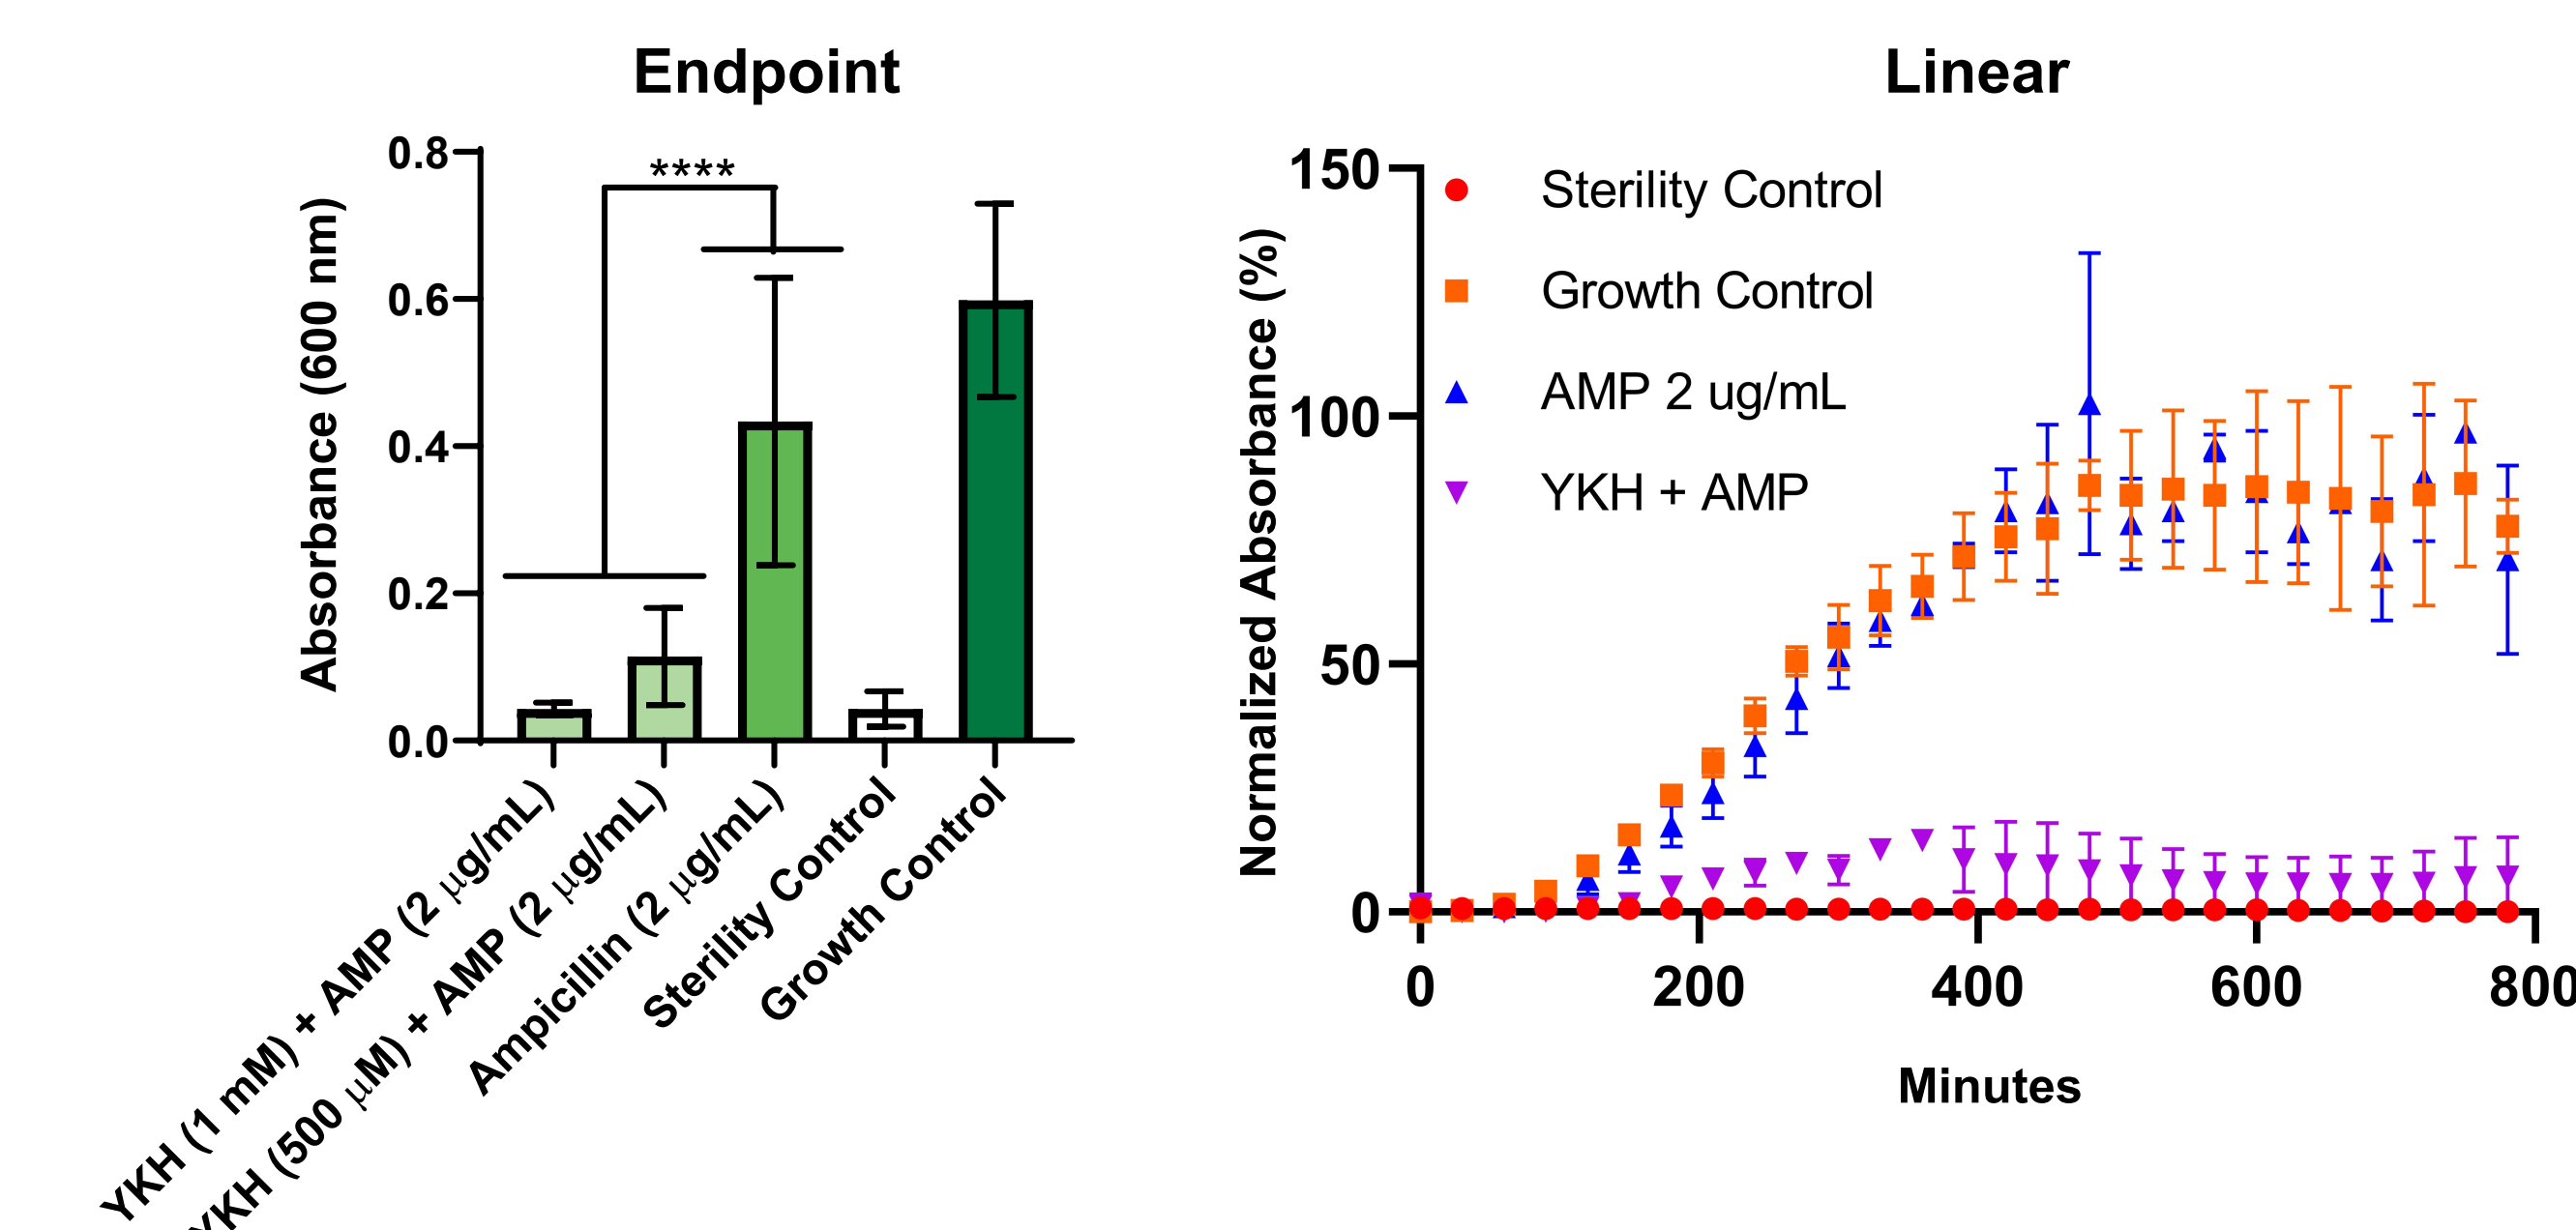 Endpoint
Absorbance (600 nm)
0.8
0.6
0.4
0.2
0.0
****
YKH (1 mM) + AMP (2 μg/mL)
YKH (500 μM) + AMP (2 μg/mL)
Ampicillin (2 μg/mL)
Sterility Control
Growth Control
Linear
Normalized Absorbance (%)
150
100
50
0
Sterility Control
Growth Control
AMP 2 ug/mL
YKH + AMP
0
200
400
600
800
Minutes